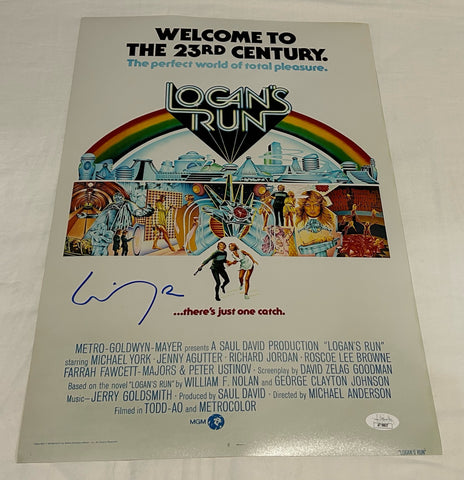 WELCOME TO
THE 23RD CENTURY.
The perfect world of total pleasure.
LOGAN'S
RUN
...there's just one catch.
METRO-GOLDWYN-MAYER presents A SAUL DAVID PRODUCTION "LOGAN'S RUN"
starring MICHAEL YORK · JENNY AGUTTER · RICHARD JORDAN · ROSCOE LEE BROWNE
FARRAH FAWCETT-MAJORS & PETER USTINOV · Screenplay by DAVID ZELAG GOODMAN
Based on the novel "LOGAN'S RUN" by WILLIAM F. NOLAN and GEORGE CLAYTON JOHNSON
Music—JERRY GOLDSMITH · Produced by SAUL DAVID · Directed by MICHAEL ANDERSON
Filmed in TODD-AO and METROCOLOR
MGM
"LOGAN'S RUN"